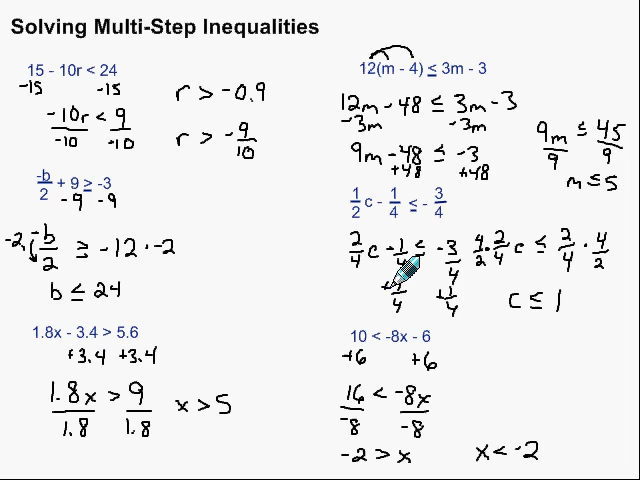 Solving Multi-Step Inequalities
15 - 10r < 24
-15 -15
-10r < 9
-10 -10
r > -0.9
r > -9/10
-b/2 + 9 ≥ -3
-9 -9
-2 · -b/2 ≥ -12 · -2
b ≤ 24
1.8x - 3.4 > 5.6
+3.4 +3.4
1.8x > 9
1.8 1.8
x > 5
12(m - 4) ≤ 3m - 3
12m - 48 ≤ 3m - 3
-3m -3m
9m - 48 ≤ -3
+48 +48
9m ≤ 45
9 9
m ≤ 5
1/2 c - 1/4 ≤ - 3/4
2/4 c - 1/4 ≤ -3/4
+1/4 +1/4
4/2 · 2/4 c ≤ 2/4 · 4/2
c ≤ 1
10 < -8x - 6
+6 +6
16 < -8x
-8 -8
-2 > x
x < -2